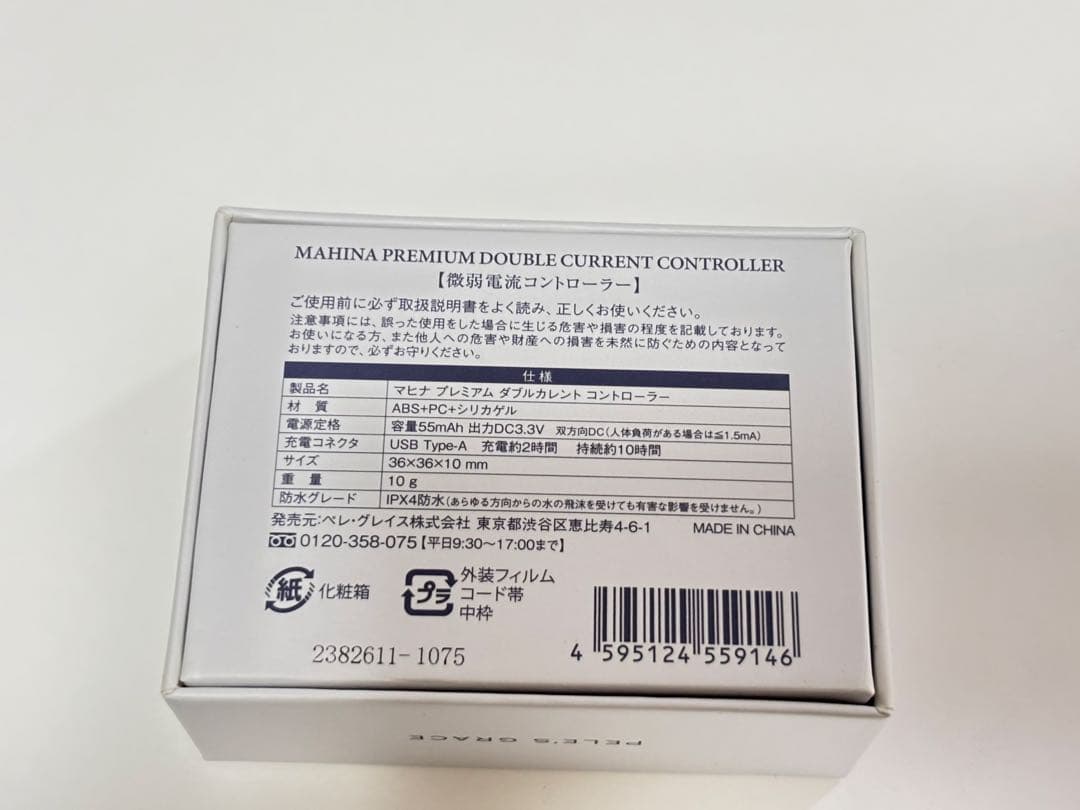 MAHINA PREMIUM DOUBLE CURRENT CONTROLLER
【微弱電流コントローラー】
ご使用前に必ず取扱説明書をよく読み、正しくお使いください。
注意事項には、誤った使用をした場合に生じる危害や損害の程度を記載しております。
お使いになる方、また他人への危害や財産への損害を未然に防ぐための内容となって
おりますので、必ずお守りください。
仕様
製品名 マヒナ プレミアム ダブルカレント コントローラー
材 質 ABS+PC+シリカゲル
電源定格 容量55mAh 出力DC3.3V 双方向DC(人体負荷がある場合は≦1.5mA)
充電コネクタ USB Type-A 充電約2時間 持続約10時間
サイズ 36×36×10 mm
重 量 10 g
防水グレード IPX4防水(あらゆる方向からの水の飛沫を受けても有害な影響を受けません。)
発売元:ペレ・グレイス株式会社 東京都渋谷区恵比寿4-6-1 MADE IN CHINA
0120-358-075【平日9:30〜17:00まで】
紙 化粧箱
プラ 外装フィルム
コード帯
中枠
2382611-1075
4 595124 559146
PELE'S GRACE